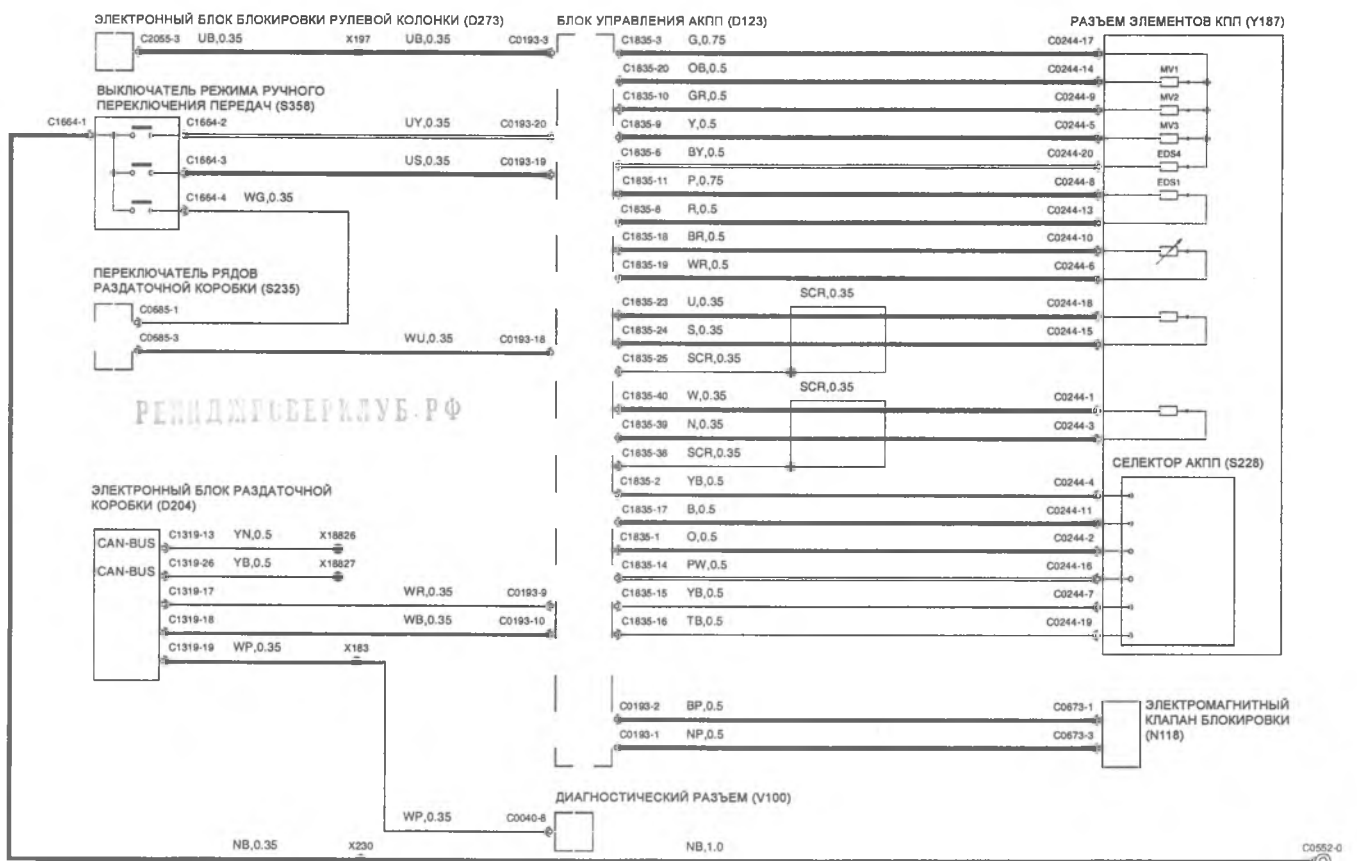 ЭЛЕКТРОННЫЙ БЛОК БЛОКИРОВКИ РУЛЕВОЙ КОЛОНКИ (D273)
C2055-3 UB,0.35 X197 UB,0.35 C0193-3
ВЫКЛЮЧАТЕЛЬ РЕЖИМА РУЧНОГО
ПЕРЕКЛЮЧЕНИЯ ПЕРЕДАЧ (S358)
C1664-1 C1664-2 UY,0.35 C0193-20
C1664-3 US,0.35 C0193-19
C1664-4 WG,0.35
ПЕРЕКЛЮЧАТЕЛЬ РЯДОВ
РАЗДАТОЧНОЙ КОРОБКИ (S235)
C0685-1
C0685-3 WU,0.35 C0193-18
РЕНДЖРОВЕРКЛУБ.РФ
ЭЛЕКТРОННЫЙ БЛОК РАЗДАТОЧНОЙ
КОРОБКИ (D204)
CAN-BUS C1319-13 YN,0.5 X18826
CAN-BUS C1319-26 YB,0.5 X18827
C1319-17 WR,0.35 C0193-9
C1319-18 WB,0.35 C0193-10
C1319-19 WP,0.35 X183
БЛОК УПРАВЛЕНИЯ АКПП (D123)
РАЗЪЕМ ЭЛЕМЕНТОВ КПП (Y187)
C1835-3 G,0.75 C0244-17
C1835-20 OB,0.5 C0244-14 MV1
C1835-10 GR,0.5 C0244-9 MV2
C1835-9 Y,0.5 C0244-5 MV3
C1835-6 BY,0.5 C0244-20 EDS4
C1835-11 P,0.75 C0244-8 EDS1
C1835-8 R,0.5 C0244-13
C1835-18 BR,0.5 C0244-10
C1835-19 WR,0.5 C0244-6
SCR,0.35
C1835-23 U,0.35 C0244-18
C1835-24 S,0.35 C0244-15
C1835-25 SCR,0.35
SCR,0.35
C1835-40 W,0.35 C0244-1
C1835-39 N,0.35 C0244-3
C1835-38 SCR,0.35
СЕЛЕКТОР АКПП (S228)
C1835-2 YB,0.5 C0244-4
C1835-17 B,0.5 C0244-11
C1835-1 O,0.5 C0244-2
C1835-14 PW,0.5 C0244-16
C1835-15 YB,0.5 C0244-7
C1835-16 TB,0.5 C0244-19
C0193-2 BP,0.5 C0673-1
C0193-1 NP,0.5 C0673-3
ЭЛЕКТРОМАГНИТНЫЙ
КЛАПАН БЛОКИРОВКИ
(N118)
ДИАГНОСТИЧЕСКИЙ РАЗЪЕМ (V100)
WP,0.35 C0040-8
NB,0.35 X230 NB,1.0 C0552-0